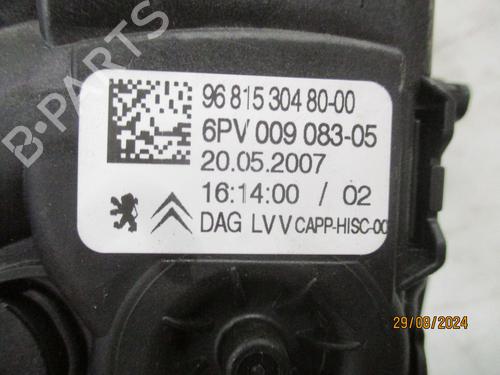 B-PARTS
96 815 304 80-00
6PV 009 083-05
20.05.2007
16:14:00 / 02
DAG LVV CAPP-HISC-00
29/08/2024